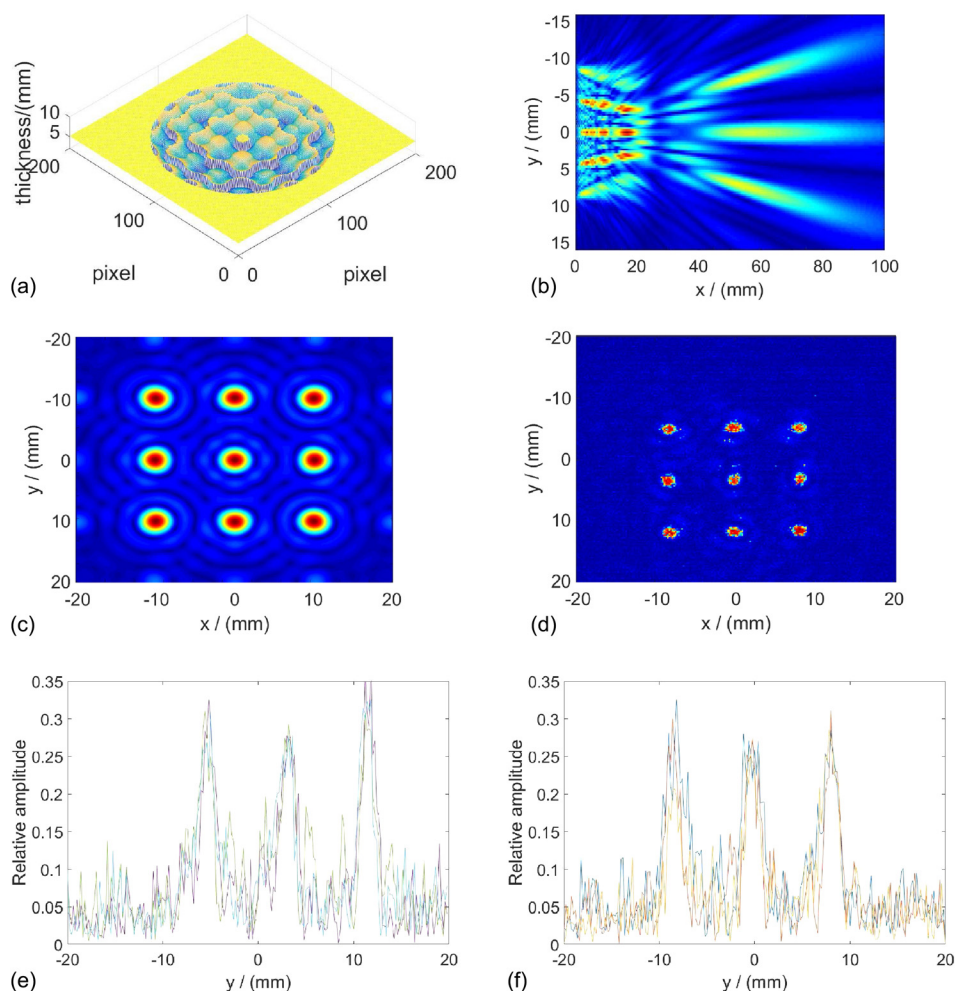 thickness/(mm)
10
5
200
100
pixel
0
0
pixel
100
200
(a)
-15
-10
-5
0
5
10
15
y / (mm)
0 20 40 60 80 100
x / (mm)
(b)
-20
-10
0
10
20
y / (mm)
-20 -10 0 10 20
x / (mm)
(c)
-20
-10
0
10
20
y / (mm)
-20 -10 0 10 20
x / (mm)
(d)
0.35
0.3
0.25
0.2
0.15
0.1
0.05
0
Relative amplitude
-20 -10 0 10 20
y / (mm)
(e)
0.35
0.3
0.25
0.2
0.15
0.1
0.05
0
Relative amplitude
-20 -10 0 10 20
y / (mm)
(f)